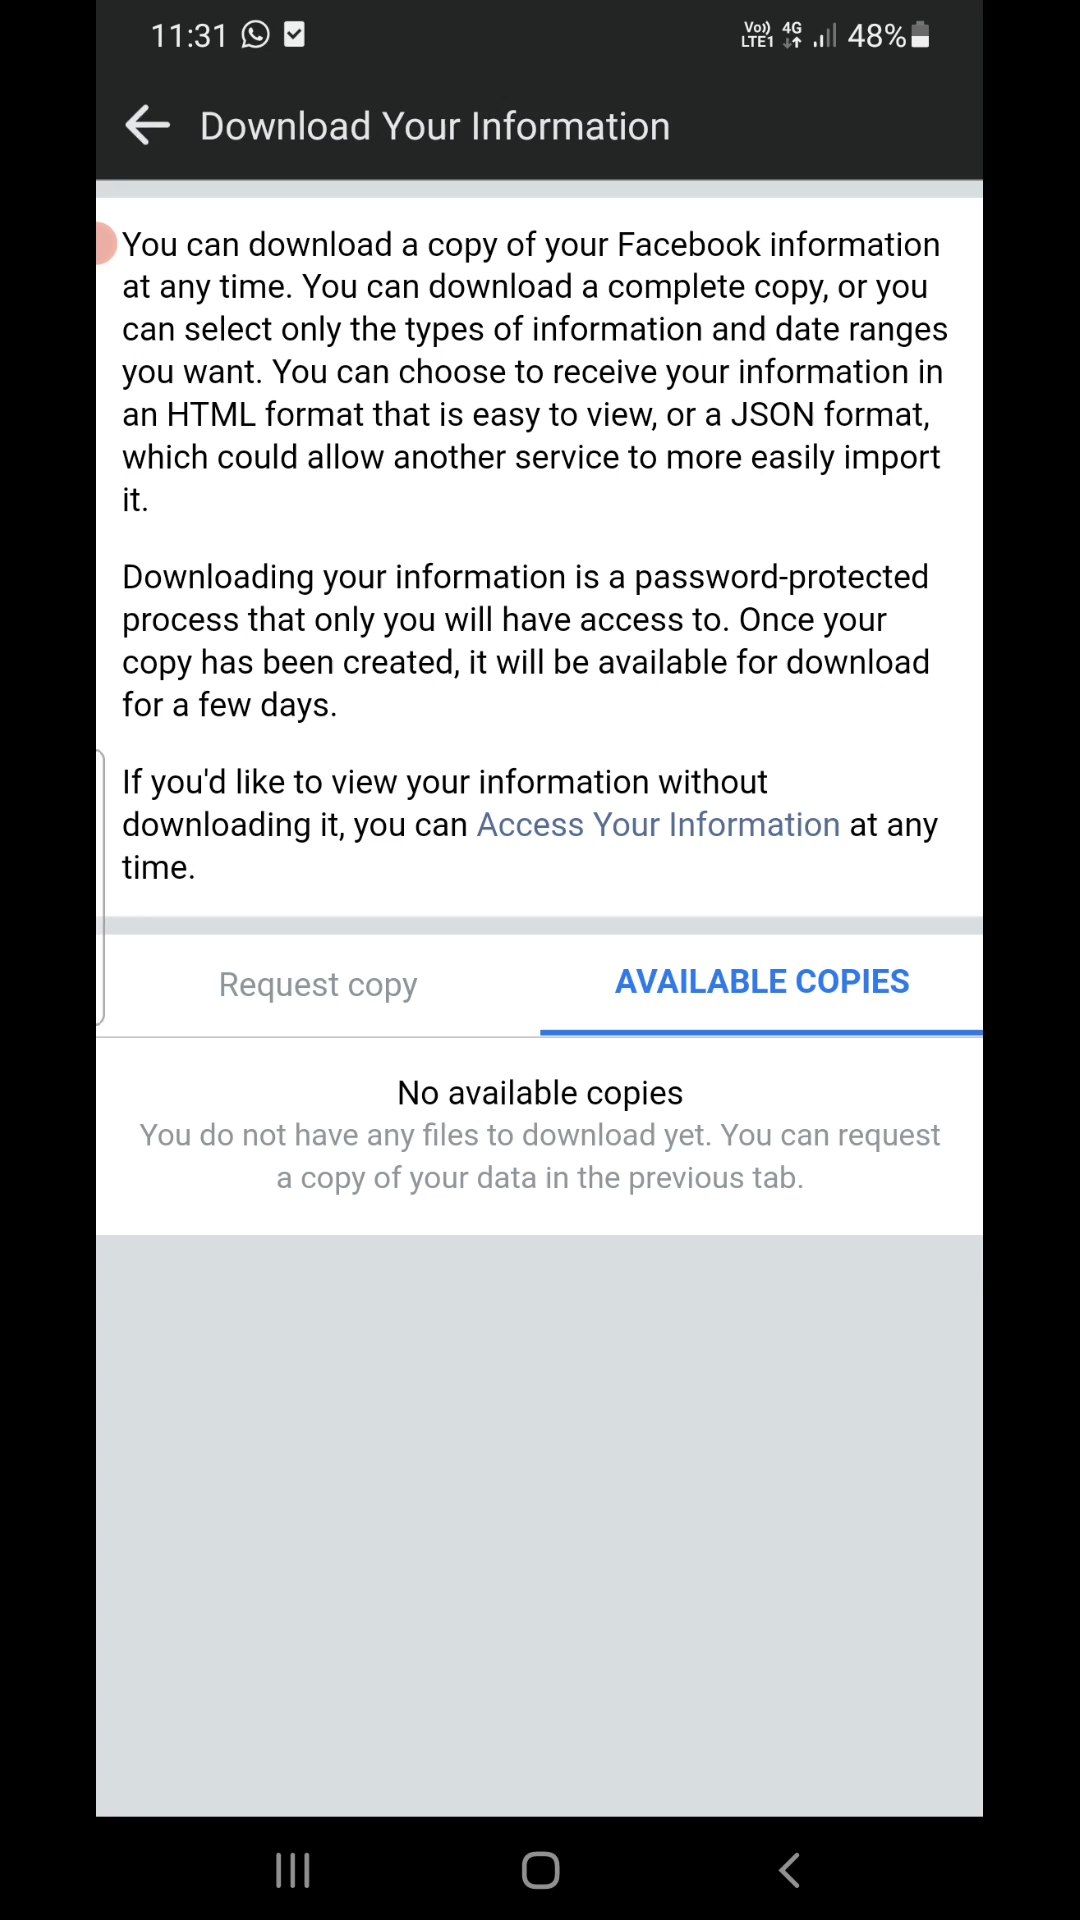 11:31
Vo)) 4G
LTE1
48%
Download Your Information
You can download a copy of your Facebook information
at any time. You can download a complete copy, or you
can select only the types of information and date ranges
you want. You can choose to receive your information in
an HTML format that is easy to view, or a JSON format,
which could allow another service to more easily import
it.
Downloading your information is a password-protected
process that only you will have access to. Once your
copy has been created, it will be available for download
for a few days.
If you'd like to view your information without
downloading it, you can Access Your Information at any
time.
Request copy
AVAILABLE COPIES
No available copies
You do not have any files to download yet. You can request
a copy of your data in the previous tab.